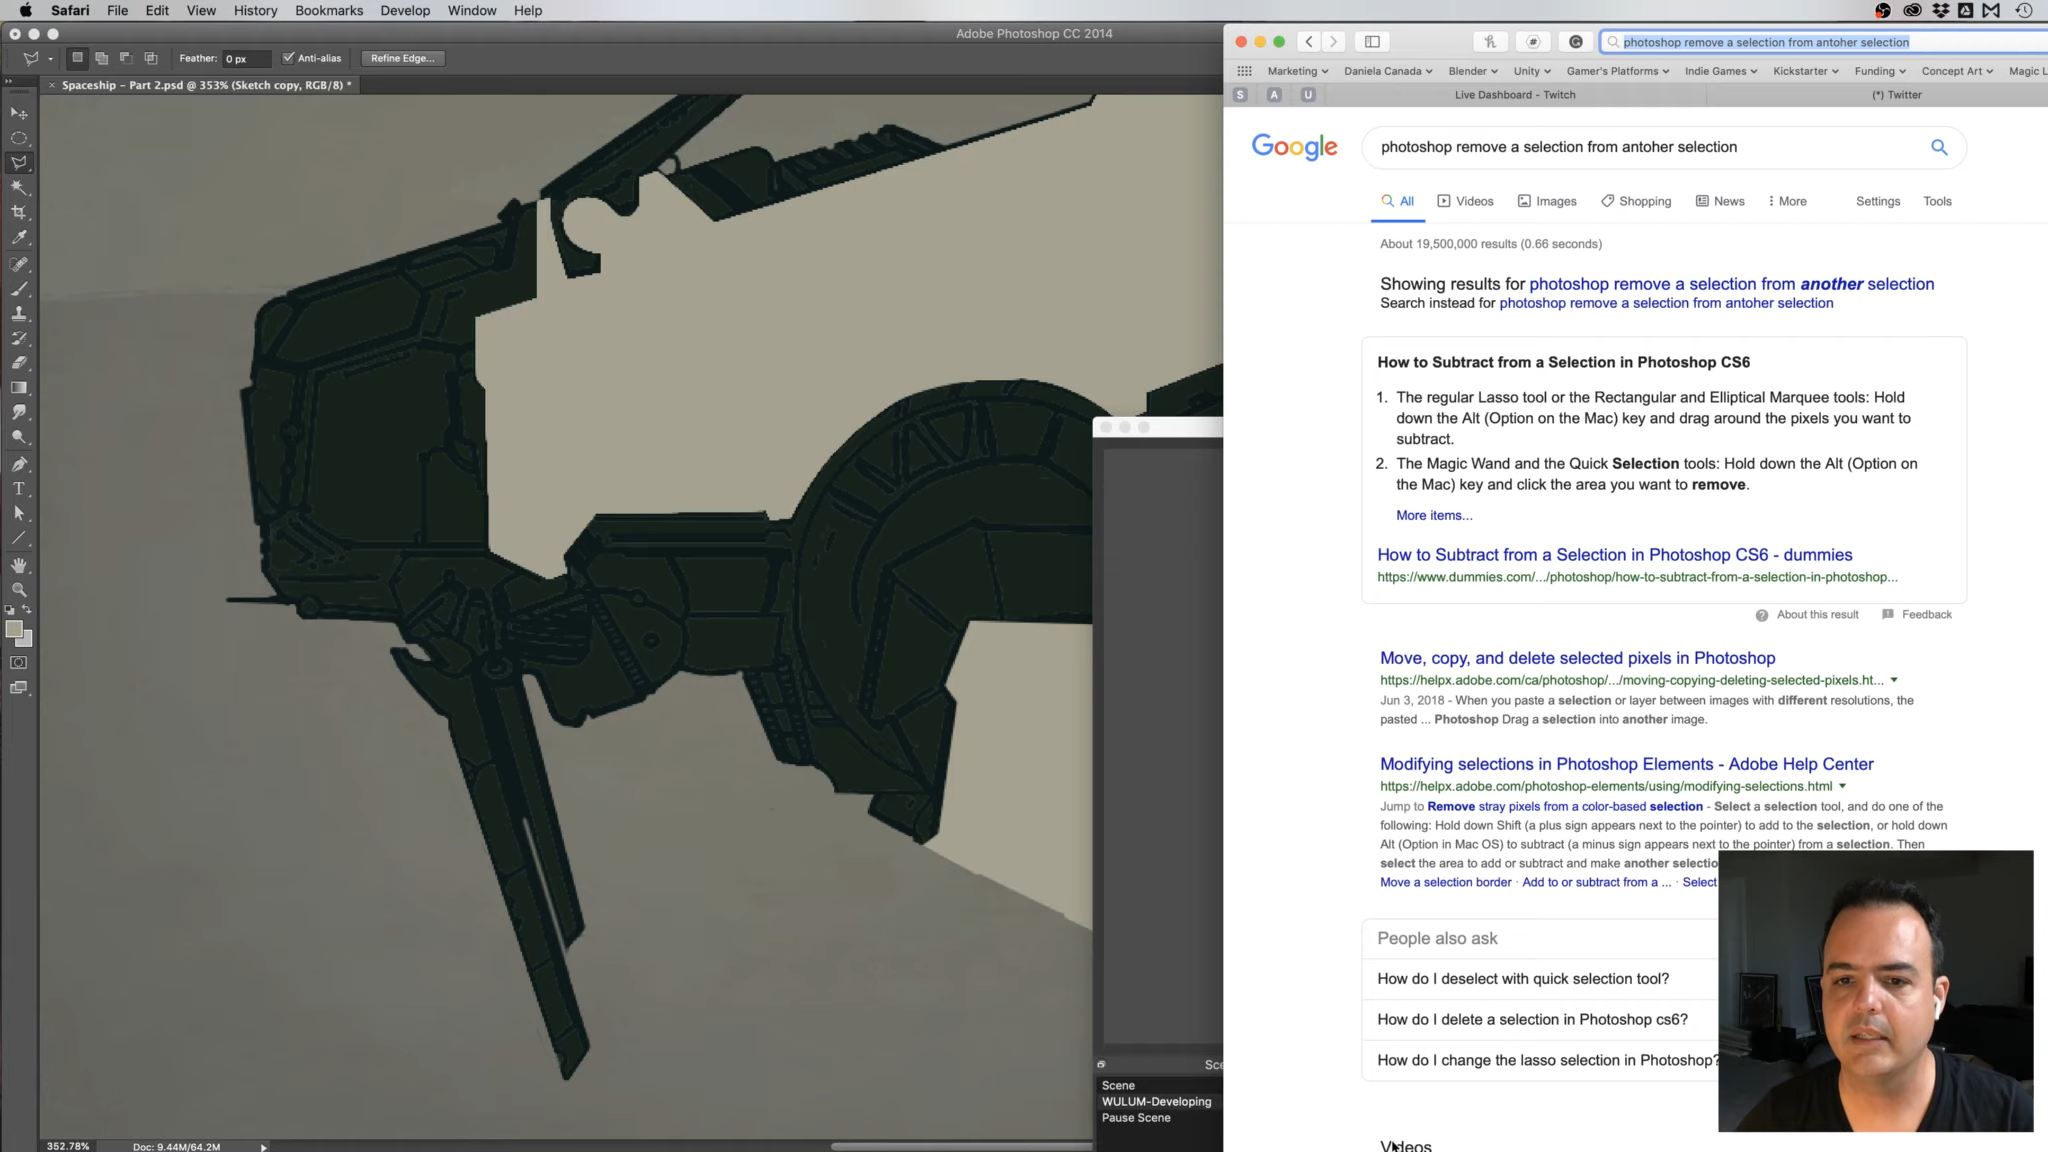 Safari File Edit View History Bookmarks Develop Window Help
Adobe Photoshop CC 2014
Feather: 0 px Anti-alias Refine Edge...
× Spaceship – Part 2.psd @ 353% (Sketch copy, RGB/8) *
352.78% Doc: 9.44M/64.2M
Scene
WULUM-Developing
Pause Scene
photoshop remove a selection from antoher selection
Marketing Daniela Canada Blender Unity Gamer's Platforms Indie Games Kickstarter Funding Concept Art Magic L
S A U Live Dashboard - Twitch (*) Twitter
Google
photoshop remove a selection from antoher selection
All Videos Images Shopping News More Settings Tools
About 19,500,000 results (0.66 seconds)
Showing results for photoshop remove a selection from another selection
Search instead for photoshop remove a selection from antoher selection
How to Subtract from a Selection in Photoshop CS6
1. The regular Lasso tool or the Rectangular and Elliptical Marquee tools: Hold
down the Alt (Option on the Mac) key and drag around the pixels you want to
subtract.
2. The Magic Wand and the Quick Selection tools: Hold down the Alt (Option on
the Mac) key and click the area you want to remove.
More items...
How to Subtract from a Selection in Photoshop CS6 - dummies
https://www.dummies.com/.../photoshop/how-to-subtract-from-a-selection-in-photoshop...
About this result Feedback
Move, copy, and delete selected pixels in Photoshop
https://helpx.adobe.com/ca/photoshop/.../moving-copying-deleting-selected-pixels.ht...
Jun 3, 2018 - When you paste a selection or layer between images with different resolutions, the
pasted ... Photoshop Drag a selection into another image.
Modifying selections in Photoshop Elements - Adobe Help Center
https://helpx.adobe.com/photoshop-elements/using/modifying-selections.html
Jump to Remove stray pixels from a color-based selection - Select a selection tool, and do one of the
following: Hold down Shift (a plus sign appears next to the pointer) to add to the selection, or hold down
Alt (Option in Mac OS) to subtract (a minus sign appears next to the pointer) from a selection. Then
select the area to add or subtract and make another selectio
Move a selection border · Add to or subtract from a ... · Select
People also ask
How do I deselect with quick selection tool?
How do I delete a selection in Photoshop cs6?
How do I change the lasso selection in Photoshop?
Videos